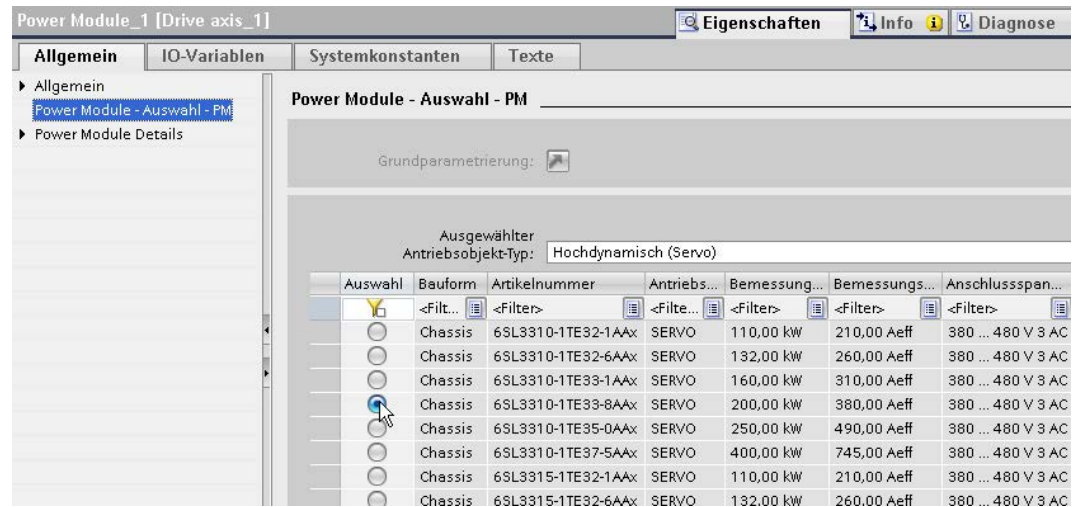 Power Module_1 [Drive axis_1]
Eigenschaften Info Diagnose
Allgemein IO-Variablen Systemkonstanten Texte
Allgemein
Power Module - Auswahl - PM
Power Module Details
Power Module - Auswahl - PM
Grundparametrierung:
Ausgewählter
Antriebsobjekt-Typ: Hochdynamisch (Servo)
Auswahl Bauform Artikelnummer Antriebs... Bemessung... Bemessungs... Anschlussspan...
<Filt... <Filter> <Filte... <Filter> <Filter> <Filter>
Chassis 6SL3310-1TE32-1AAx SERVO 110,00 kW 210,00 Aeff 380 ... 480 V 3 AC
Chassis 6SL3310-1TE32-6AAx SERVO 132,00 kW 260,00 Aeff 380 ... 480 V 3 AC
Chassis 6SL3310-1TE33-1AAx SERVO 160,00 kW 310,00 Aeff 380 ... 480 V 3 AC
Chassis 6SL3310-1TE33-8AAx SERVO 200,00 kW 380,00 Aeff 380 ... 480 V 3 AC
Chassis 6SL3310-1TE35-0AAx SERVO 250,00 kW 490,00 Aeff 380 ... 480 V 3 AC
Chassis 6SL3310-1TE37-5AAx SERVO 400,00 kW 745,00 Aeff 380 ... 480 V 3 AC
Chassis 6SL3315-1TE32-1AAx SERVO 110,00 kW 210,00 Aeff 380 ... 480 V 3 AC
Chassis 6SL3315-1TE32-6AAx SERVO 132,00 kW 260,00 Aeff 380 ... 480 V 3 AC